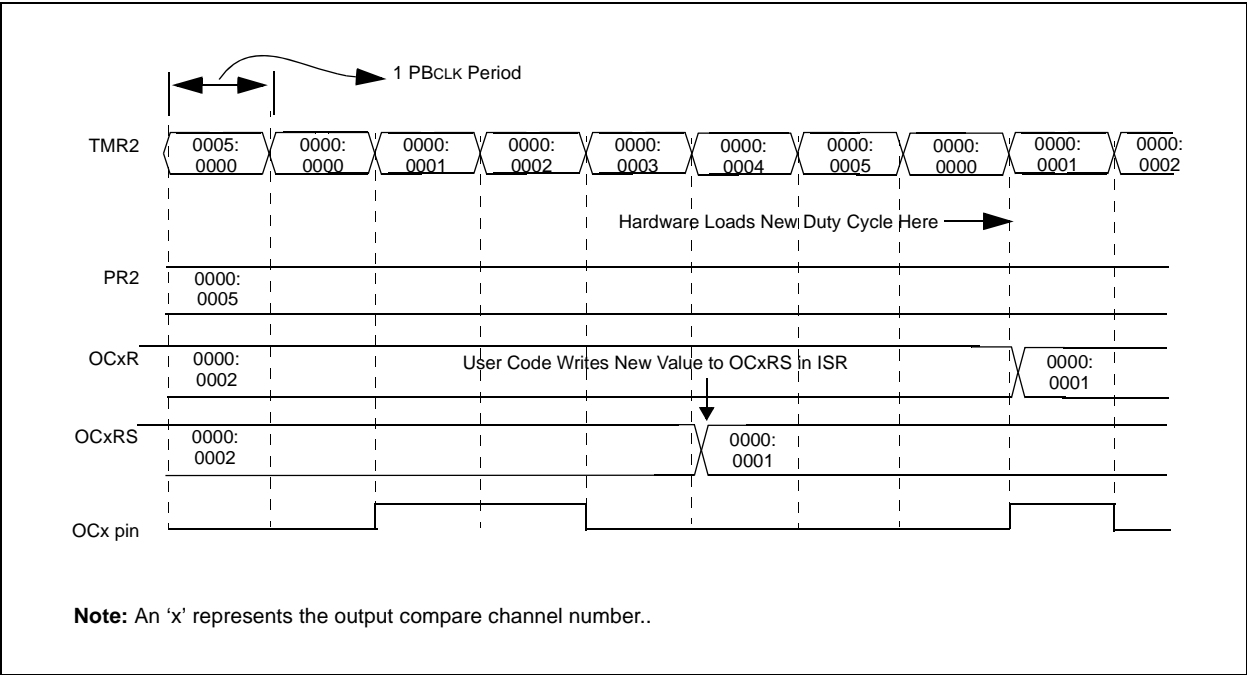 1 PBCLK Period
TMR2
0005: 0000: 0000: 0000: 0000: 0000: 0000: 0000: 0000: 0000:
0000 0000 0001 0002 0003 0004 0005 0000 0001 0002
Hardware Loads New Duty Cycle Here
PR2
0000:
0005
OCxR
0000:
0002
User Code Writes New Value to OCxRS in ISR
0000:
0001
OCxRS
0000:
0002
0000:
0001
OCx pin
Note: An ‘x’ represents the output compare channel number..